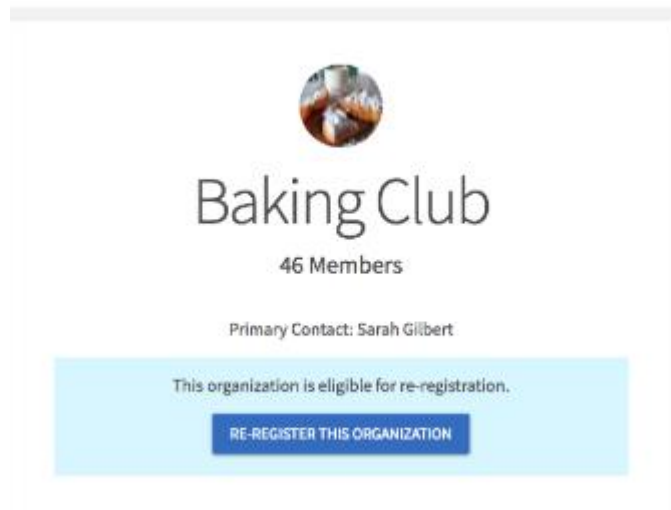 Baking Club
46 Members
Primary Contact: Sarah Gilbert
This organization is eligible for re-registration.
RE-REGISTER THIS ORGANIZATION